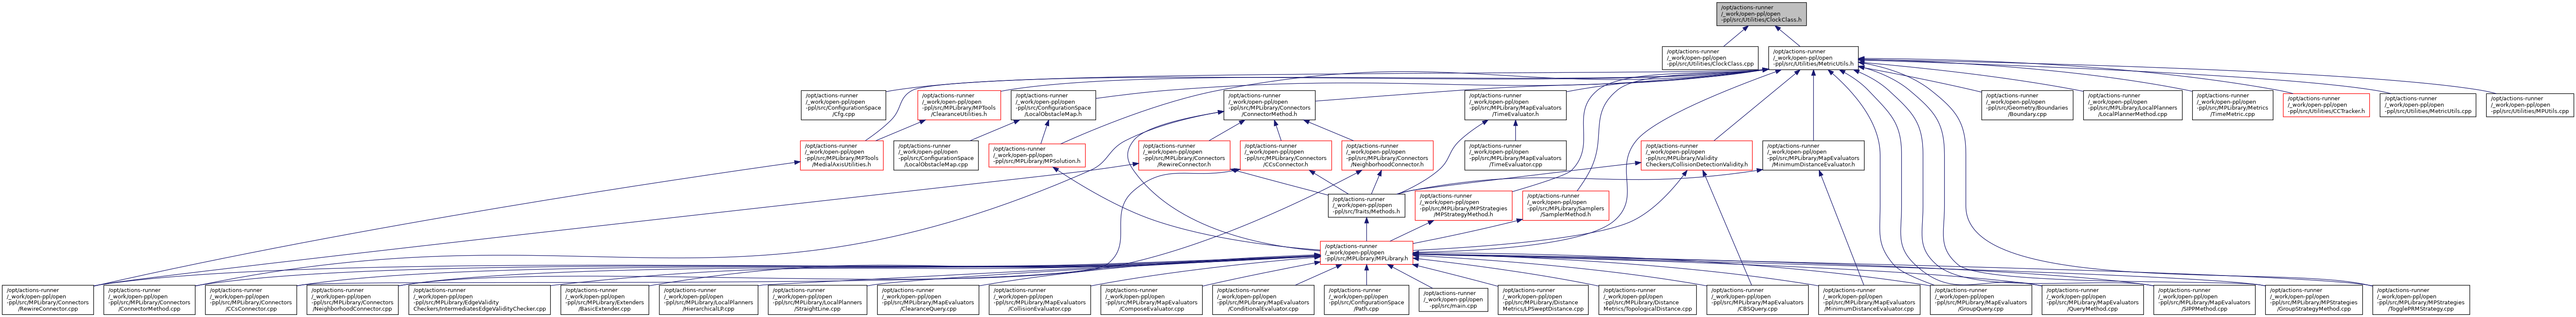 /opt/actions-runner
/_work/open-ppl/open
-ppl/src/Utilities/ClockClass.h
/opt/actions-runner
/_work/open-ppl/open
-ppl/src/Utilities/ClockClass.cpp
/opt/actions-runner
/_work/open-ppl/open
-ppl/src/Utilities/MetricUtils.h
/opt/actions-runner
/_work/open-ppl/open
-ppl/src/ConfigurationSpace
/Cfg.cpp
/opt/actions-runner
/_work/open-ppl/open
-ppl/src/MPLibrary/MPTools
/ClearanceUtilities.h
/opt/actions-runner
/_work/open-ppl/open
-ppl/src/ConfigurationSpace
/LocalObstacleMap.h
/opt/actions-runner
/_work/open-ppl/open
-ppl/src/MPLibrary/Connectors
/ConnectorMethod.h
/opt/actions-runner
/_work/open-ppl/open
-ppl/src/MPLibrary/MapEvaluators
/TimeEvaluator.h
/opt/actions-runner
/_work/open-ppl/open
-ppl/src/Geometry/Boundaries
/Boundary.cpp
/opt/actions-runner
/_work/open-ppl/open
-ppl/src/MPLibrary/LocalPlanners
/LocalPlannerMethod.cpp
/opt/actions-runner
/_work/open-ppl/open
-ppl/src/MPLibrary/Metrics
/TimeMetric.cpp
/opt/actions-runner
/_work/open-ppl/open
-ppl/src/Utilities/CCTracker.h
/opt/actions-runner
/_work/open-ppl/open
-ppl/src/Utilities/MetricUtils.cpp
/opt/actions-runner
/_work/open-ppl/open
-ppl/src/Utilities/MPUtils.cpp
/opt/actions-runner
/_work/open-ppl/open
-ppl/src/MPLibrary/MPTools
/MedialAxisUtilities.h
/opt/actions-runner
/_work/open-ppl/open
-ppl/src/ConfigurationSpace
/LocalObstacleMap.cpp
/opt/actions-runner
/_work/open-ppl/open
-ppl/src/MPLibrary/MPSolution.h
/opt/actions-runner
/_work/open-ppl/open
-ppl/src/MPLibrary/Connectors
/RewireConnector.h
/opt/actions-runner
/_work/open-ppl/open
-ppl/src/MPLibrary/Connectors
/CCsConnector.h
/opt/actions-runner
/_work/open-ppl/open
-ppl/src/MPLibrary/Connectors
/NeighborhoodConnector.h
/opt/actions-runner
/_work/open-ppl/open
-ppl/src/MPLibrary/MapEvaluators
/TimeEvaluator.cpp
/opt/actions-runner
/_work/open-ppl/open
-ppl/src/MPLibrary/Validity
Checkers/CollisionDetectionValidity.h
/opt/actions-runner
/_work/open-ppl/open
-ppl/src/MPLibrary/MapEvaluators
/MinimumDistanceEvaluator.h
/opt/actions-runner
/_work/open-ppl/open
-ppl/src/Traits/Methods.h
/opt/actions-runner
/_work/open-ppl/open
-ppl/src/MPLibrary/MPStrategies
/MPStrategyMethod.h
/opt/actions-runner
/_work/open-ppl/open
-ppl/src/MPLibrary/Samplers
/SamplerMethod.h
/opt/actions-runner
/_work/open-ppl/open
-ppl/src/MPLibrary/MPLibrary.h
/opt/actions-runner
/_work/open-ppl/open
-ppl/src/MPLibrary/Connectors
/RewireConnector.cpp
/opt/actions-runner
/_work/open-ppl/open
-ppl/src/MPLibrary/Connectors
/ConnectorMethod.cpp
/opt/actions-runner
/_work/open-ppl/open
-ppl/src/MPLibrary/Connectors
/CCsConnector.cpp
/opt/actions-runner
/_work/open-ppl/open
-ppl/src/MPLibrary/Connectors
/NeighborhoodConnector.cpp
/opt/actions-runner
/_work/open-ppl/open
-ppl/src/MPLibrary/EdgeValidity
Checkers/IntermediatesEdgeValidityChecker.cpp
/opt/actions-runner
/_work/open-ppl/open
-ppl/src/MPLibrary/Extenders
/BasicExtender.cpp
/opt/actions-runner
/_work/open-ppl/open
-ppl/src/MPLibrary/LocalPlanners
/HierarchicalLP.cpp
/opt/actions-runner
/_work/open-ppl/open
-ppl/src/MPLibrary/LocalPlanners
/StraightLine.cpp
/opt/actions-runner
/_work/open-ppl/open
-ppl/src/MPLibrary/MapEvaluators
/ClearanceQuery.cpp
/opt/actions-runner
/_work/open-ppl/open
-ppl/src/MPLibrary/MapEvaluators
/CollisionEvaluator.cpp
/opt/actions-runner
/_work/open-ppl/open
-ppl/src/MPLibrary/MapEvaluators
/ComposeEvaluator.cpp
/opt/actions-runner
/_work/open-ppl/open
-ppl/src/MPLibrary/MapEvaluators
/ConditionalEvaluator.cpp
/opt/actions-runner
/_work/open-ppl/open
-ppl/src/ConfigurationSpace
/Path.cpp
/opt/actions-runner
/_work/open-ppl/open
-ppl/src/main.cpp
/opt/actions-runner
/_work/open-ppl/open
-ppl/src/MPLibrary/Distance
Metrics/LPSweptDistance.cpp
/opt/actions-runner
/_work/open-ppl/open
-ppl/src/MPLibrary/Distance
Metrics/TopologicalDistance.cpp
/opt/actions-runner
/_work/open-ppl/open
-ppl/src/MPLibrary/MapEvaluators
/CBSQuery.cpp
/opt/actions-runner
/_work/open-ppl/open
-ppl/src/MPLibrary/MapEvaluators
/MinimumDistanceEvaluator.cpp
/opt/actions-runner
/_work/open-ppl/open
-ppl/src/MPLibrary/MapEvaluators
/GroupQuery.cpp
/opt/actions-runner
/_work/open-ppl/open
-ppl/src/MPLibrary/MapEvaluators
/QueryMethod.cpp
/opt/actions-runner
/_work/open-ppl/open
-ppl/src/MPLibrary/MapEvaluators
/SIPPMethod.cpp
/opt/actions-runner
/_work/open-ppl/open
-ppl/src/MPLibrary/MPStrategies
/GroupStrategyMethod.cpp
/opt/actions-runner
/_work/open-ppl/open
-ppl/src/MPLibrary/MPStrategies
/TogglePRMStrategy.cpp